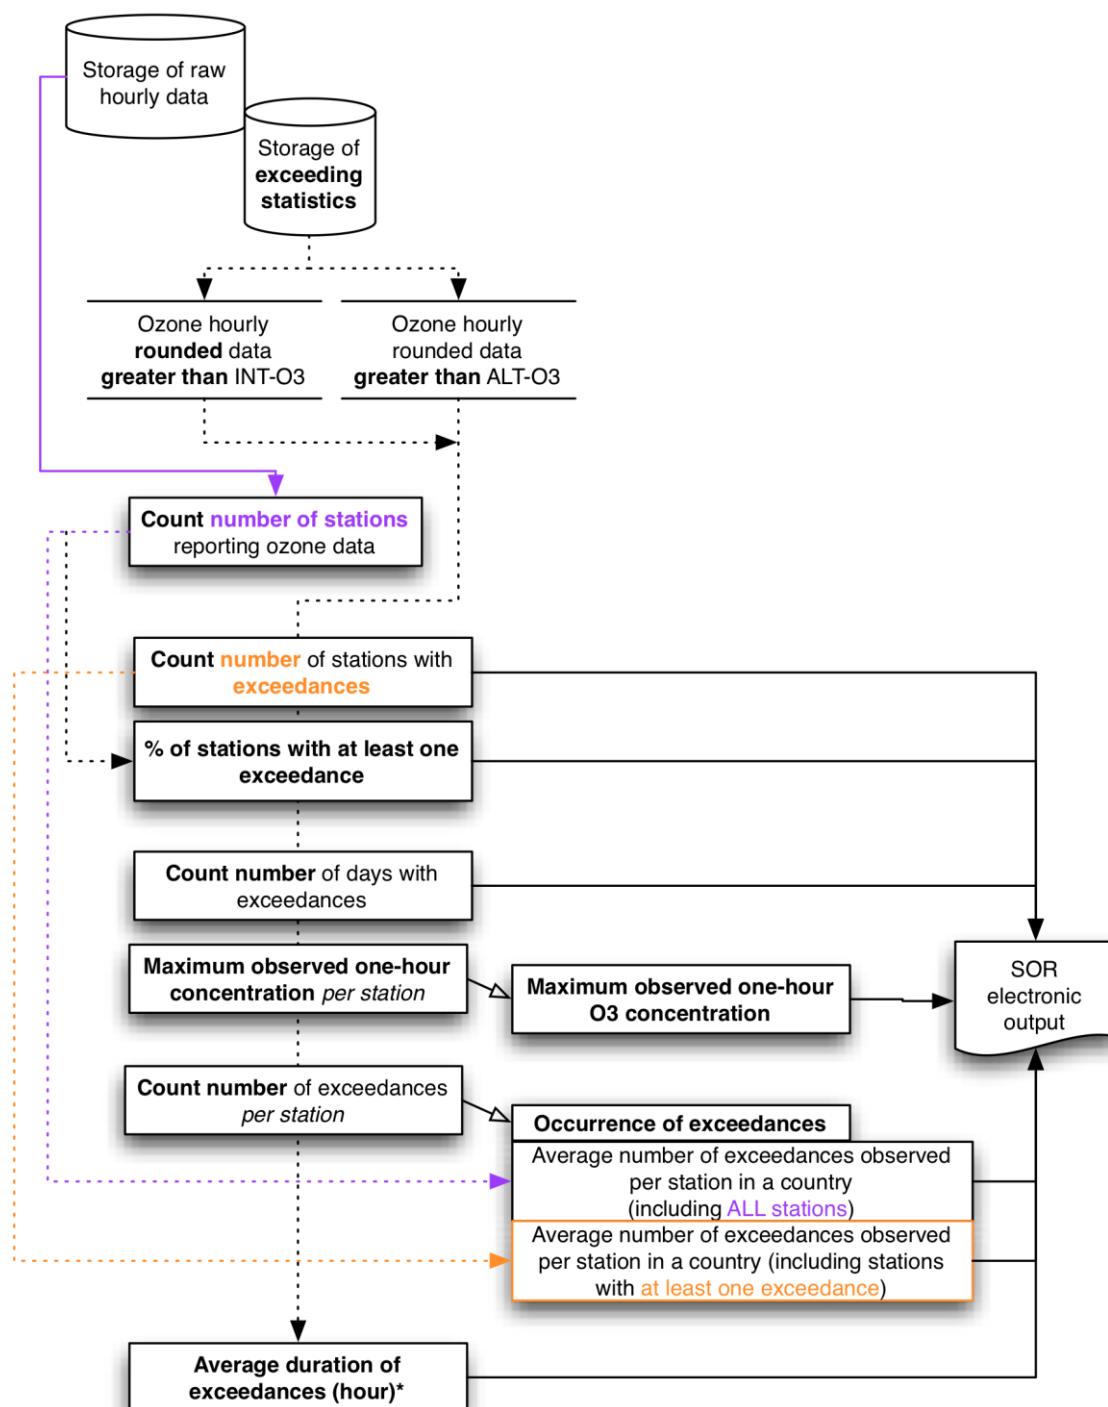 Storage of raw
hourly data
Storage of
exceeding
statistics
Ozone hourly
rounded data
greater than INT-O3
Ozone hourly
rounded data
greater than ALT-O3
Count number of stations
reporting ozone data
Count number of stations with
exceedances
% of stations with at least one
exceedance
Count number of days with
exceedances
Maximum observed one-hour
concentration per station
Maximum observed one-hour
O3 concentration
SOR
electronic
output
Count number of exceedances
per station
Occurrence of exceedances
Average number of exceedances observed
per station in a country
(including ALL stations)
Average number of exceedances observed
per station in a country (including stations
with at least one exceedance)
Average duration of
exceedances (hour)*